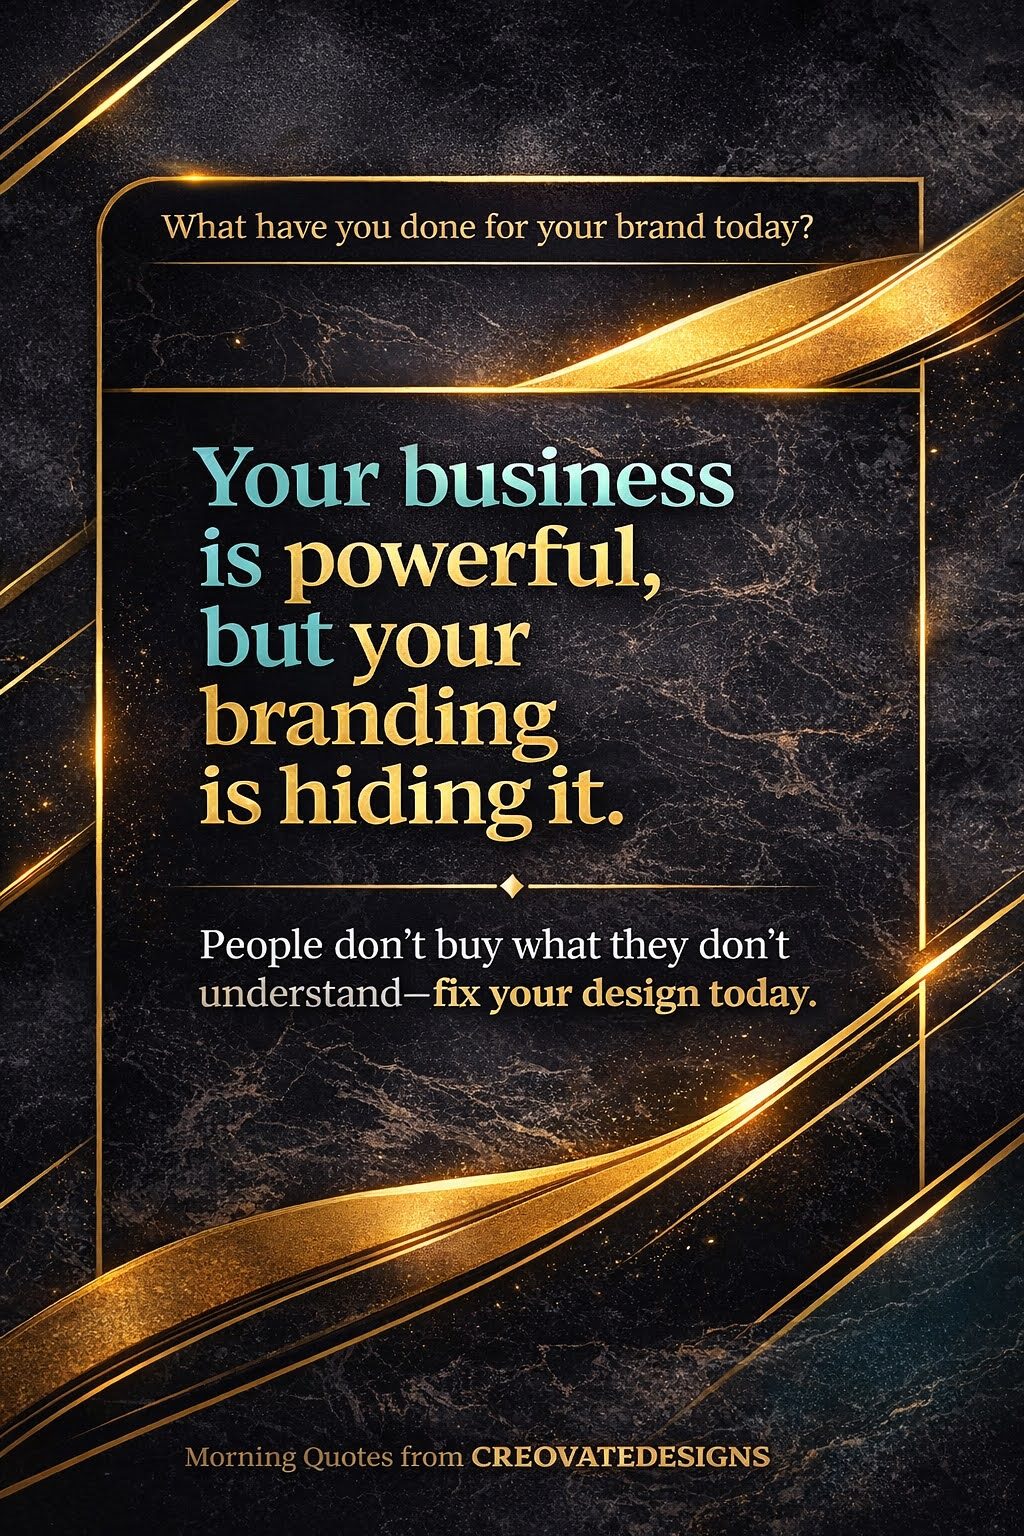 What have you done for your brand today?
Your business
is powerful,
but your
branding
is hiding it.
People don’t buy what they don’t
understand—fix your design today.
Morning Quotes from CREOVATEDESIGNS